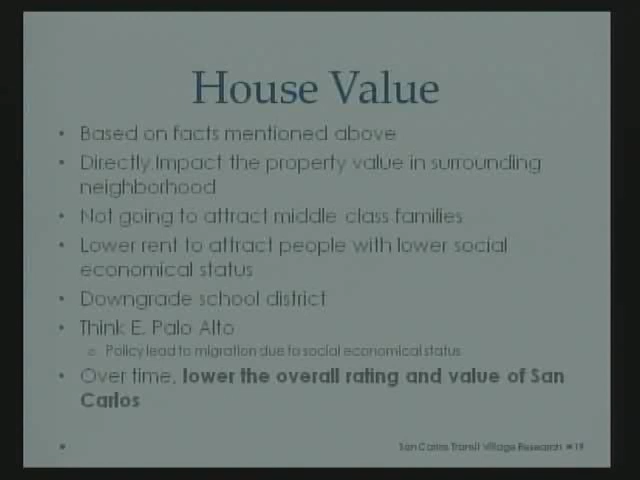 House Value
• Based on facts mentioned above
• Directly.Impact the property value in surrounding
neighborhood
• Not going to attract middle class families
• Lower rent to attract people with lower social
economical status
• Downgrade school district
• Think E. Palo Alto
o Policy lead to migration due to social economical status
• Over time, lower the overall rating and value of San
Carlos
San Carlos Transit Village Research • 19